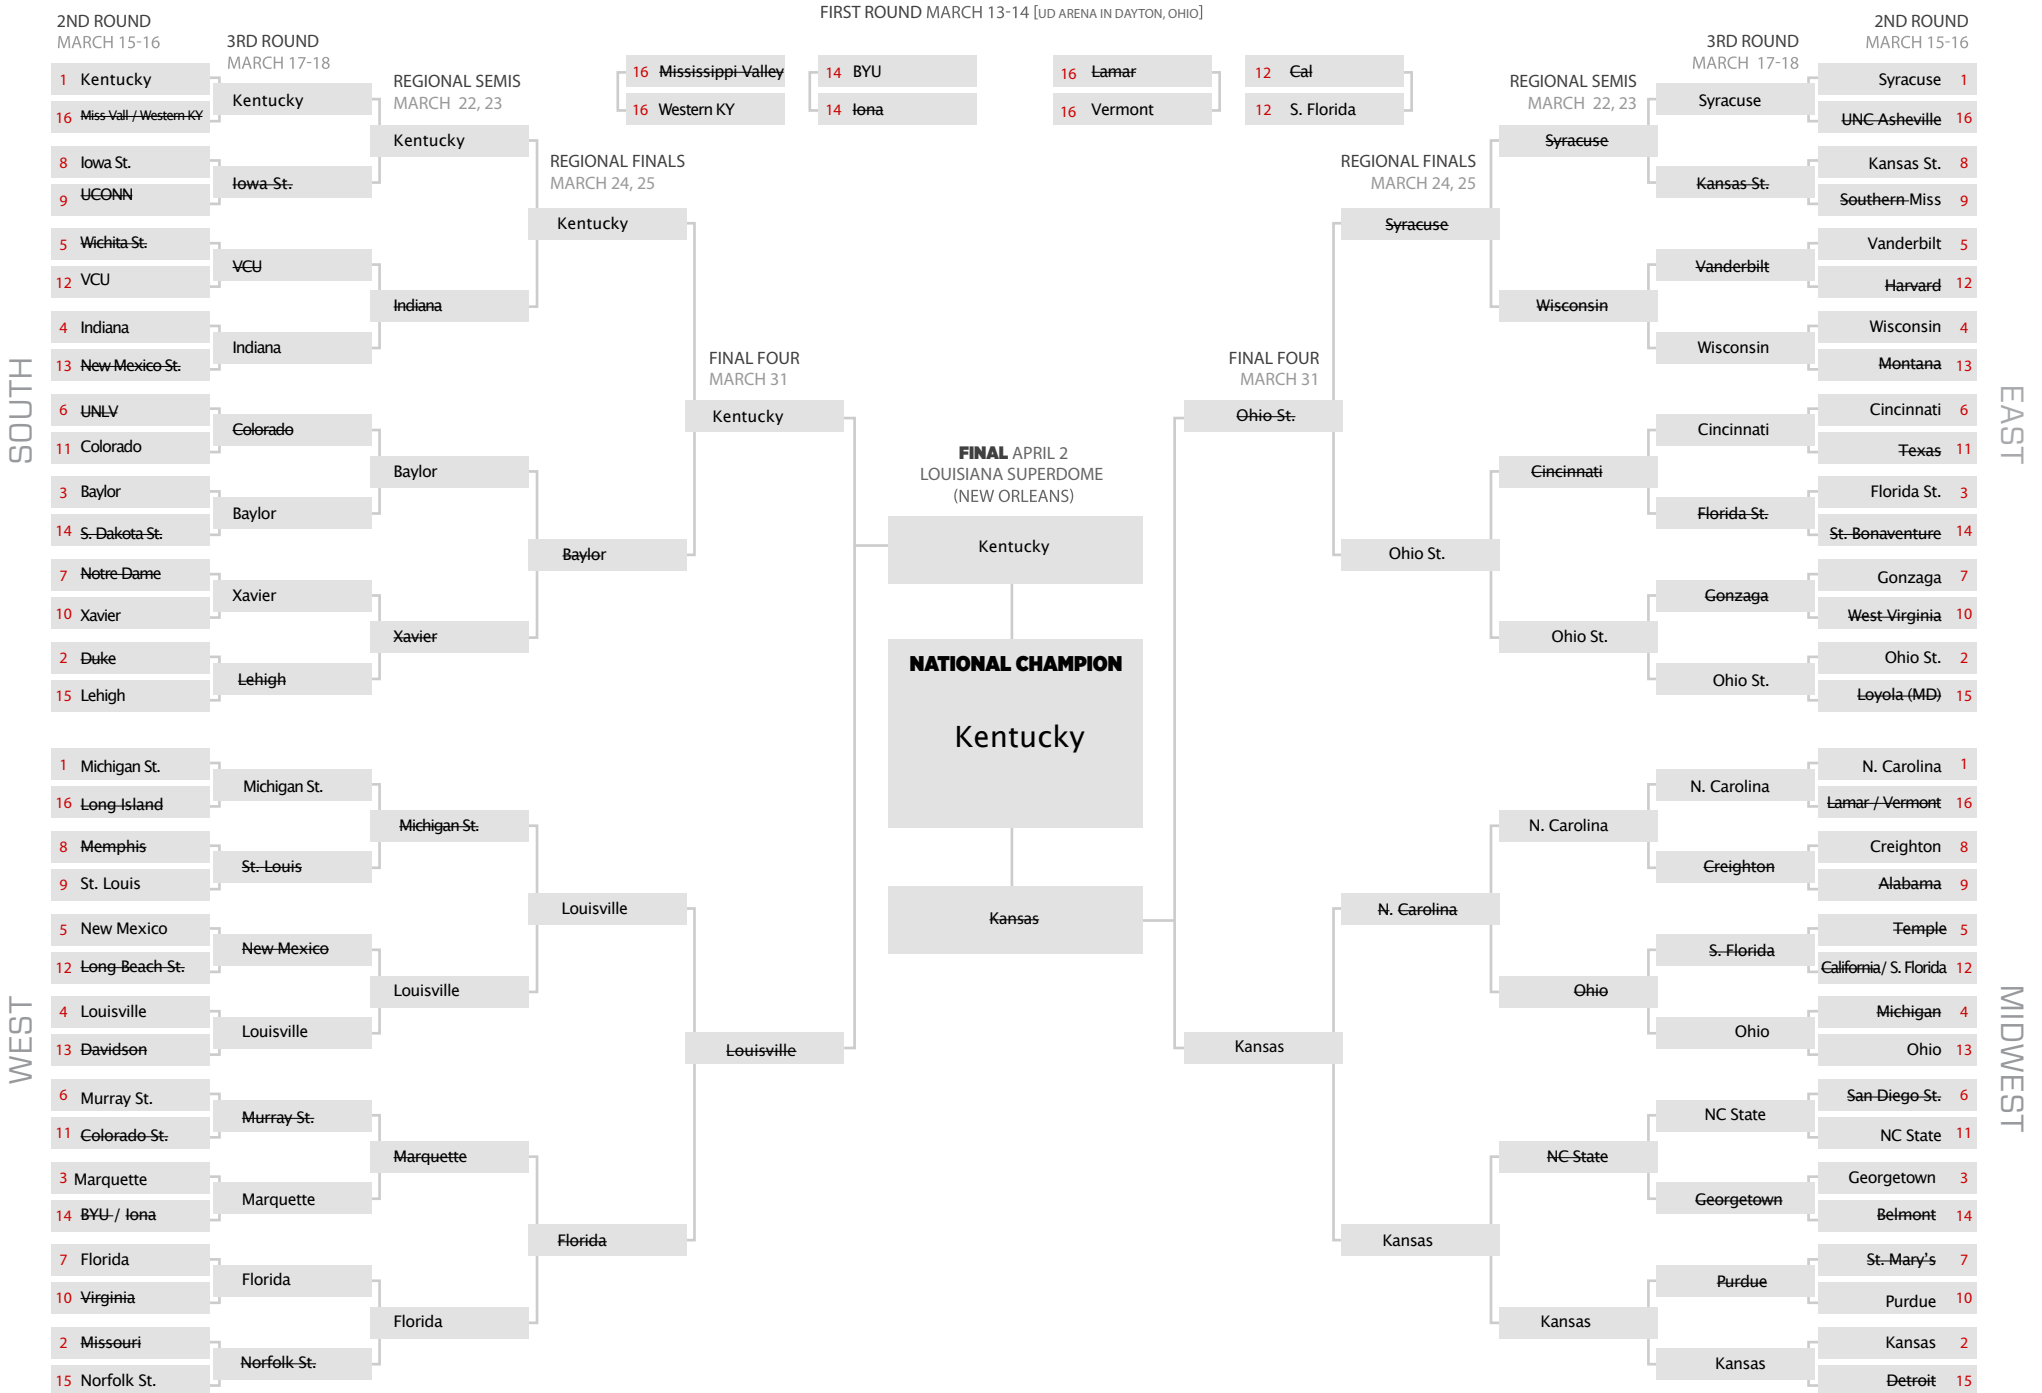 FIRST ROUND MARCH 13-14 [UD ARENA IN DAYTON, OHIO]
16 Mississippi Valley
16 Western KY
14 BYU
14 Iona
16 Lamar
16 Vermont
12 Cal
12 S. Florida
2ND ROUND
MARCH 15-16
3RD ROUND
MARCH 17-18
REGIONAL SEMIS
MARCH 22, 23
REGIONAL FINALS
MARCH 24, 25
FINAL FOUR
MARCH 31
SOUTH
1 Kentucky
16 Miss Vall / Western KY
8 Iowa St.
9 UCONN
5 Wichita St.
12 VCU
4 Indiana
13 New Mexico St.
6 UNLV
11 Colorado
3 Baylor
14 S. Dakota St.
7 Notre Dame
10 Xavier
2 Duke
15 Lehigh
Kentucky
Iowa St.
VCU
Indiana
Colorado
Baylor
Xavier
Lehigh
Kentucky
Indiana
Baylor
Xavier
Kentucky
Baylor
Kentucky
WEST
1 Michigan St.
16 Long Island
8 Memphis
9 St. Louis
5 New Mexico
12 Long Beach St.
4 Louisville
13 Davidson
6 Murray St.
11 Colorado St.
3 Marquette
14 BYU / Iona
7 Florida
10 Virginia
2 Missouri
15 Norfolk St.
Michigan St.
St. Louis
New Mexico
Louisville
Murray St.
Marquette
Florida
Norfolk St.
Michigan St.
Louisville
Marquette
Florida
Louisville
Florida
Louisville
FINAL APRIL 2
LOUISIANA SUPERDOME
(NEW ORLEANS)
Kentucky
NATIONAL CHAMPION
Kentucky
Kansas
2ND ROUND
MARCH 15-16
3RD ROUND
MARCH 17-18
REGIONAL SEMIS
MARCH 22, 23
REGIONAL FINALS
MARCH 24, 25
FINAL FOUR
MARCH 31
EAST
Syracuse 1
UNC Asheville 16
Kansas St. 8
Southern Miss 9
Vanderbilt 5
Harvard 12
Wisconsin 4
Montana 13
Cincinnati 6
Texas 11
Florida St. 3
St. Bonaventure 14
Gonzaga 7
West Virginia 10
Ohio St. 2
Loyola (MD) 15
Syracuse
Kansas St.
Vanderbilt
Wisconsin
Cincinnati
Florida St.
Gonzaga
Ohio St.
Syracuse
Wisconsin
Cincinnati
Ohio St.
Syracuse
Ohio St.
Ohio St.
MIDWEST
N. Carolina 1
Lamar / Vermont 16
Creighton 8
Alabama 9
Temple 5
California/ S. Florida 12
Michigan 4
Ohio 13
San Diego St. 6
NC State 11
Georgetown 3
Belmont 14
St. Mary's 7
Purdue 10
Kansas 2
Detroit 15
N. Carolina
Creighton
S. Florida
Ohio
NC State
Georgetown
Purdue
Kansas
N. Carolina
Ohio
NC State
Kansas
N. Carolina
Kansas
Kansas